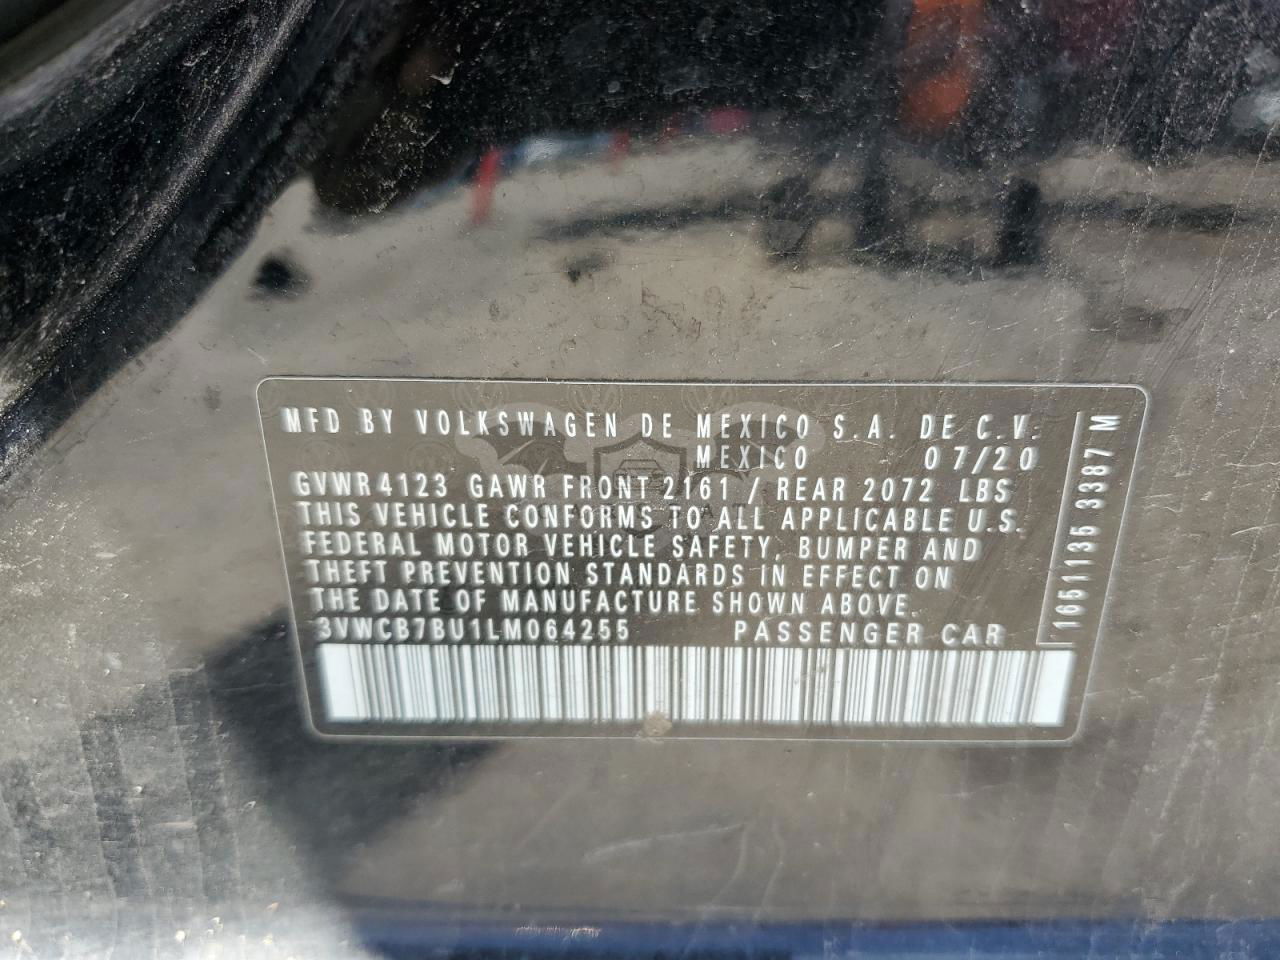 MFD BY VOLKSWAGEN DE MEXICO S.A. DE C.V.
MEXICO 07/20
GVWR 4123 GAWR FRONT 2161 / REAR 2072 LBS
THIS VEHICLE CONFORMS TO ALL APPLICABLE U.S.
FEDERAL MOTOR VEHICLE SAFETY, BUMPER AND
THEFT PREVENTION STANDARDS IN EFFECT ON
THE DATE OF MANUFACTURE SHOWN ABOVE.
3VWCB7BU1LM064255 PASSENGER CAR
1651135 3387 M